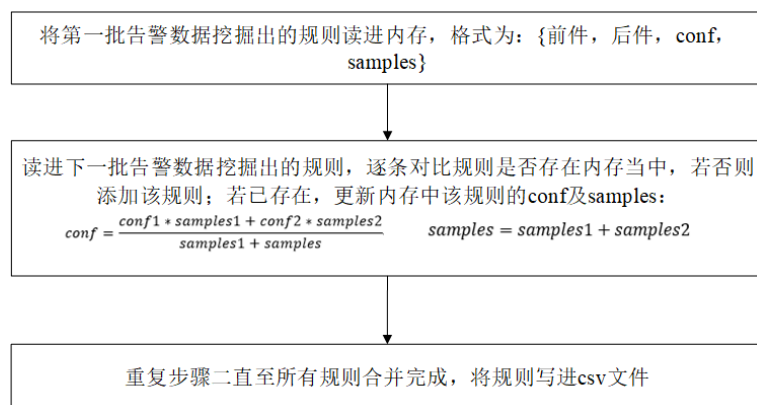 将第一批告警数据挖掘出的规则读进内存，格式为：{前件，后件，conf，
samples}
读进下一批告警数据挖掘出的规则，逐条对比规则是否存在内存当中，若否则
添加该规则；若已存在，更新内存中该规则的conf及samples：
conf = \frac{conf1 * samples1 + conf2 * samples2}{samples1 + samples} samples = samples1 + samples2
重复步骤二直至所有规则合并完成，将规则写进csv文件